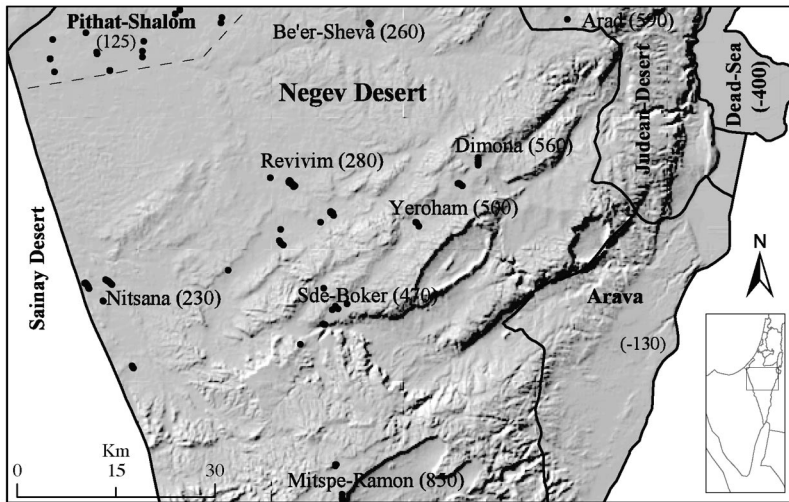 Pithat-Shalom
(125)
Be'er-Sheva (260)
Arad (590)
Negev Desert
Judean-Desert
Dead-Sea
(-400)
Dimona (560)
Revivim (280)
Yeroham (500)
Sainay Desert
Nitsana (230)
Sde-Boker (470)
Arava
(-130)
N
Km
0 15 30
Mitspe-Ramon (850)